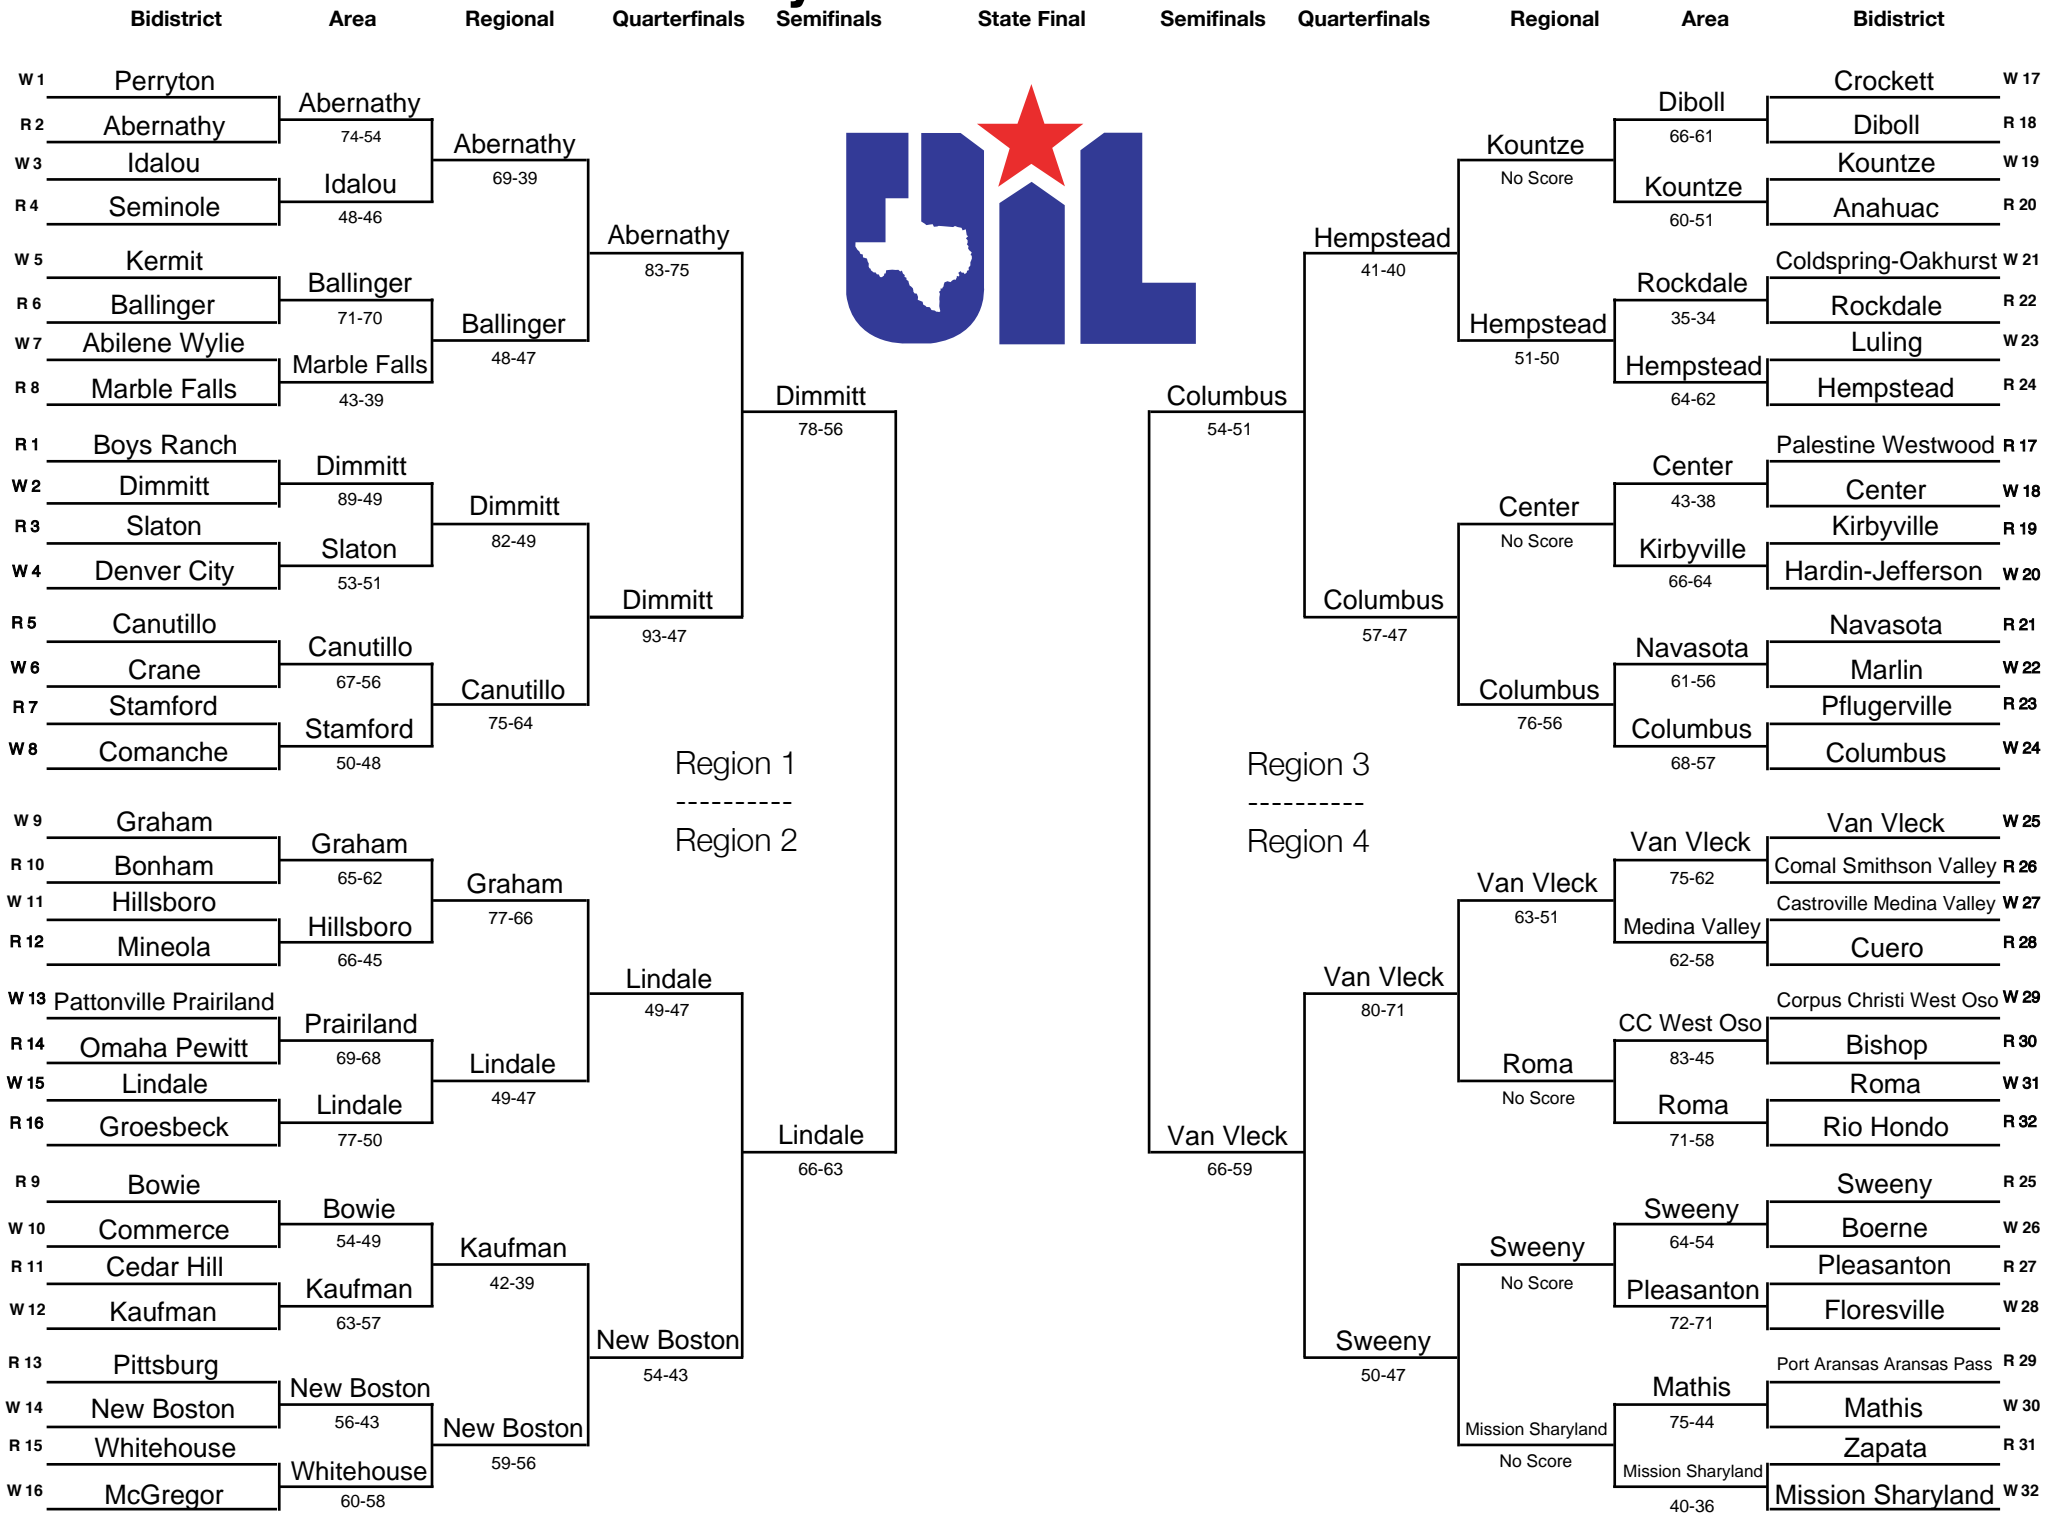 Bidistrict Area Regional Quarterfinals Semifinals State Final Semifinals Quarterfinals Regional Area Bidistrict
W 1 Perryton
R 2 Abernathy
W 3 Idalou
R 4 Seminole
W 5 Kermit
R 6 Ballinger
W 7 Abilene Wylie
R 8 Marble Falls
R 1 Boys Ranch
W 2 Dimmitt
R 3 Slaton
W 4 Denver City
R 5 Canutillo
W 6 Crane
R 7 Stamford
W 8 Comanche
W 9 Graham
R 10 Bonham
W 11 Hillsboro
R 12 Mineola
W 13 Pattonville Prairiland
R 14 Omaha Pewitt
W 15 Lindale
R 16 Groesbeck
R 9 Bowie
W 10 Commerce
R 11 Cedar Hill
W 12 Kaufman
R 13 Pittsburg
W 14 New Boston
R 15 Whitehouse
W 16 McGregor
Abernathy
74-54
Idalou
48-46
Ballinger
71-70
Marble Falls
43-39
Dimmitt
89-49
Slaton
53-51
Canutillo
67-56
Stamford
50-48
Graham
65-62
Hillsboro
66-45
Prairiland
69-68
Lindale
77-50
Bowie
54-49
Kaufman
63-57
New Boston
56-43
Whitehouse
60-58
Abernathy
69-39
Ballinger
48-47
Dimmitt
82-49
Canutillo
75-64
Graham
77-66
Lindale
49-47
Kaufman
42-39
New Boston
59-56
Abernathy
83-75
Dimmitt
93-47
Lindale
49-47
New Boston
54-43
Dimmitt
78-56
Lindale
66-63
Region 1
----------
Region 2
UIL
Region 3
----------
Region 4
Columbus
54-51
Van Vleck
66-59
Hempstead
41-40
Columbus
57-47
Van Vleck
80-71
Sweeny
50-47
Kountze
No Score
Hempstead
51-50
Center
No Score
Columbus
76-56
Van Vleck
63-51
Roma
No Score
Sweeny
No Score
Mission Sharyland
No Score
Diboll
66-61
Kountze
60-51
Rockdale
35-34
Hempstead
64-62
Center
43-38
Kirbyville
66-64
Navasota
61-56
Columbus
68-57
Van Vleck
75-62
Medina Valley
62-58
CC West Oso
83-45
Roma
71-58
Sweeny
64-54
Pleasanton
72-71
Mathis
75-44
Mission Sharyland
40-36
Crockett W 17
Diboll R 18
Kountze W 19
Anahuac R 20
Coldspring-Oakhurst W 21
Rockdale R 22
Luling W 23
Hempstead R 24
Palestine Westwood R 17
Center W 18
Kirbyville R 19
Hardin-Jefferson W 20
Navasota R 21
Marlin W 22
Pflugerville R 23
Columbus W 24
Van Vleck W 25
Comal Smithson Valley R 26
Castroville Medina Valley W 27
Cuero R 28
Corpus Christi West Oso W 29
Bishop R 30
Roma W 31
Rio Hondo R 32
Sweeny R 25
Boerne W 26
Pleasanton R 27
Floresville W 28
Port Aransas Aransas Pass R 29
Mathis W 30
Zapata R 31
Mission Sharyland W 32